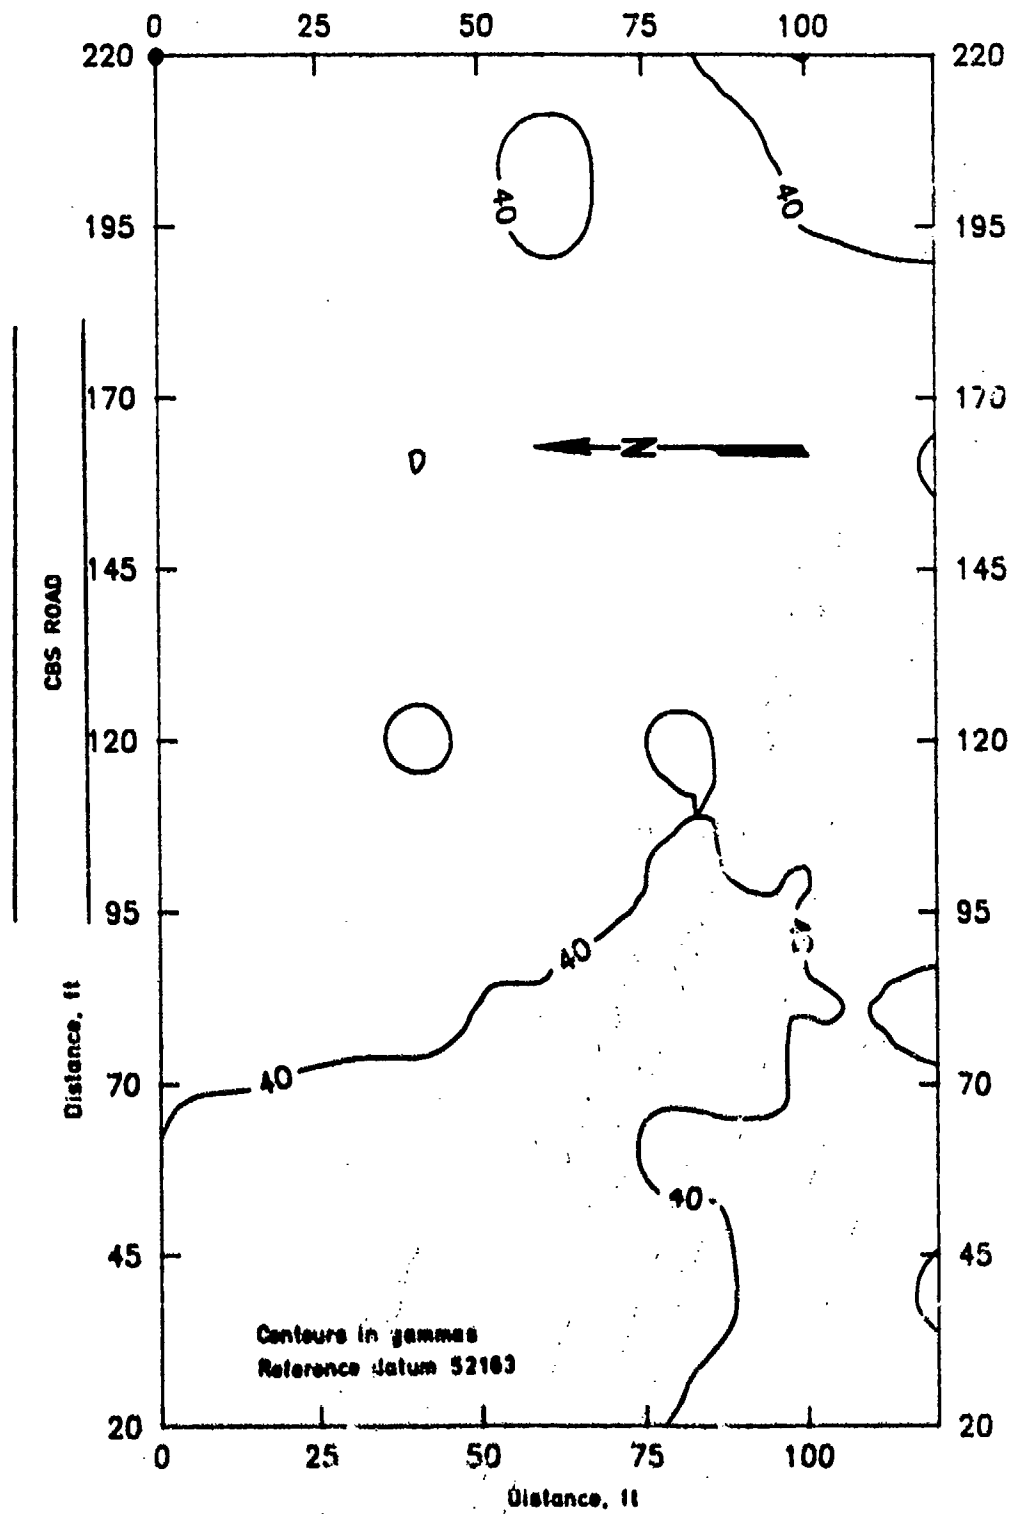 0 25 50 75 100
220 220
40
40
195 195
170 170
N
145 145
CBS ROAD
120 120
95 95
40
40
Distance, ft
70 70
40
40
45 45
Contours in gammas
Reference datum 52163
20 20
0 25 50 75 100
Distance, ft